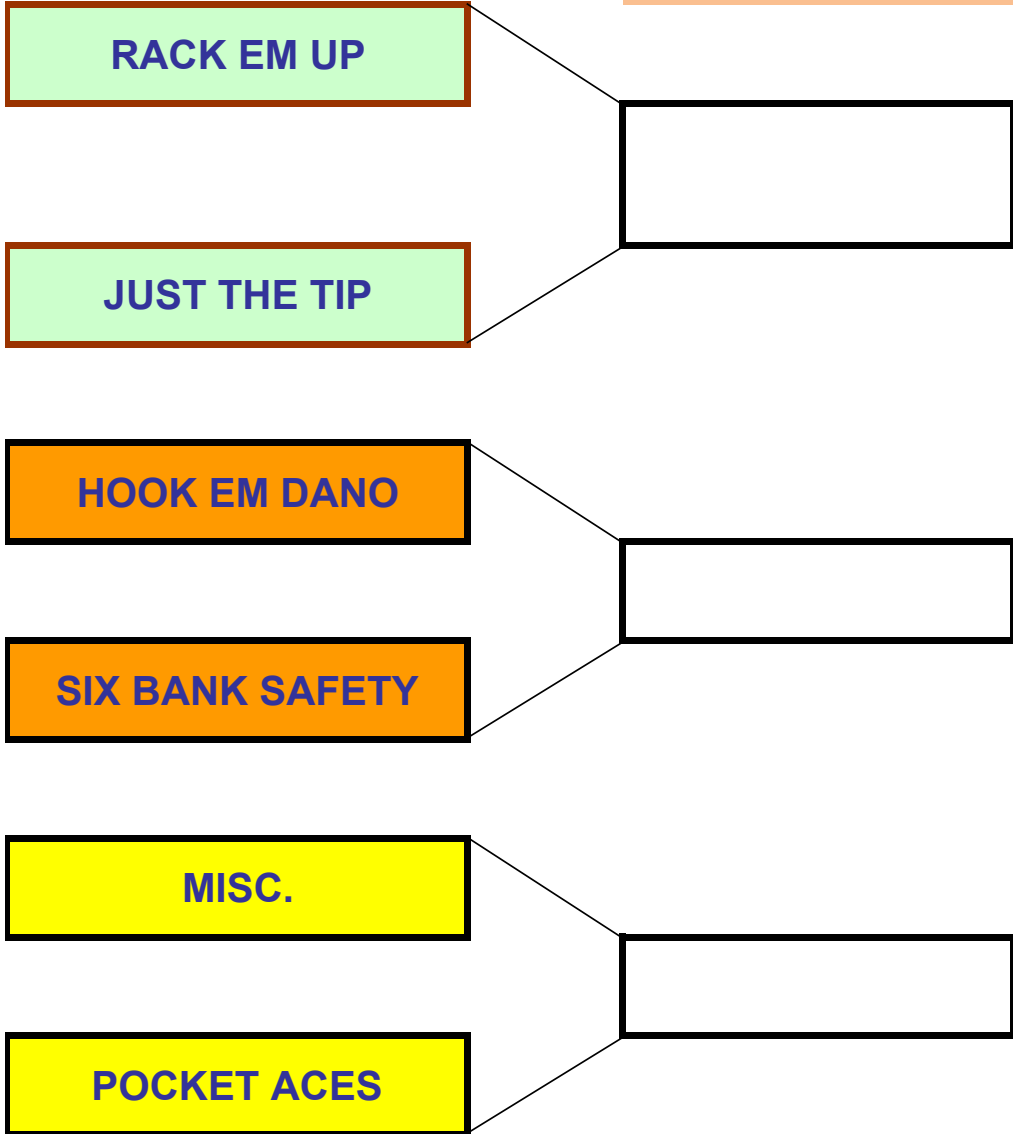 RACK EM UP
JUST THE TIP
HOOK EM DANO
SIX BANK SAFETY
MISC.
POCKET ACES